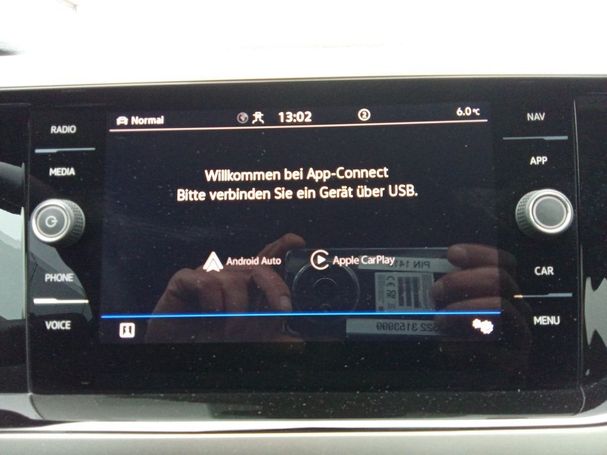 RADIO
MEDIA
PHONE
VOICE
Normal
13:02
2
6.0 °C
Willkommen bei App-Connect
Bitte verbinden Sie ein Gerät über USB.
Android Auto
Apple CarPlay
NAV
APP
CAR
MENU